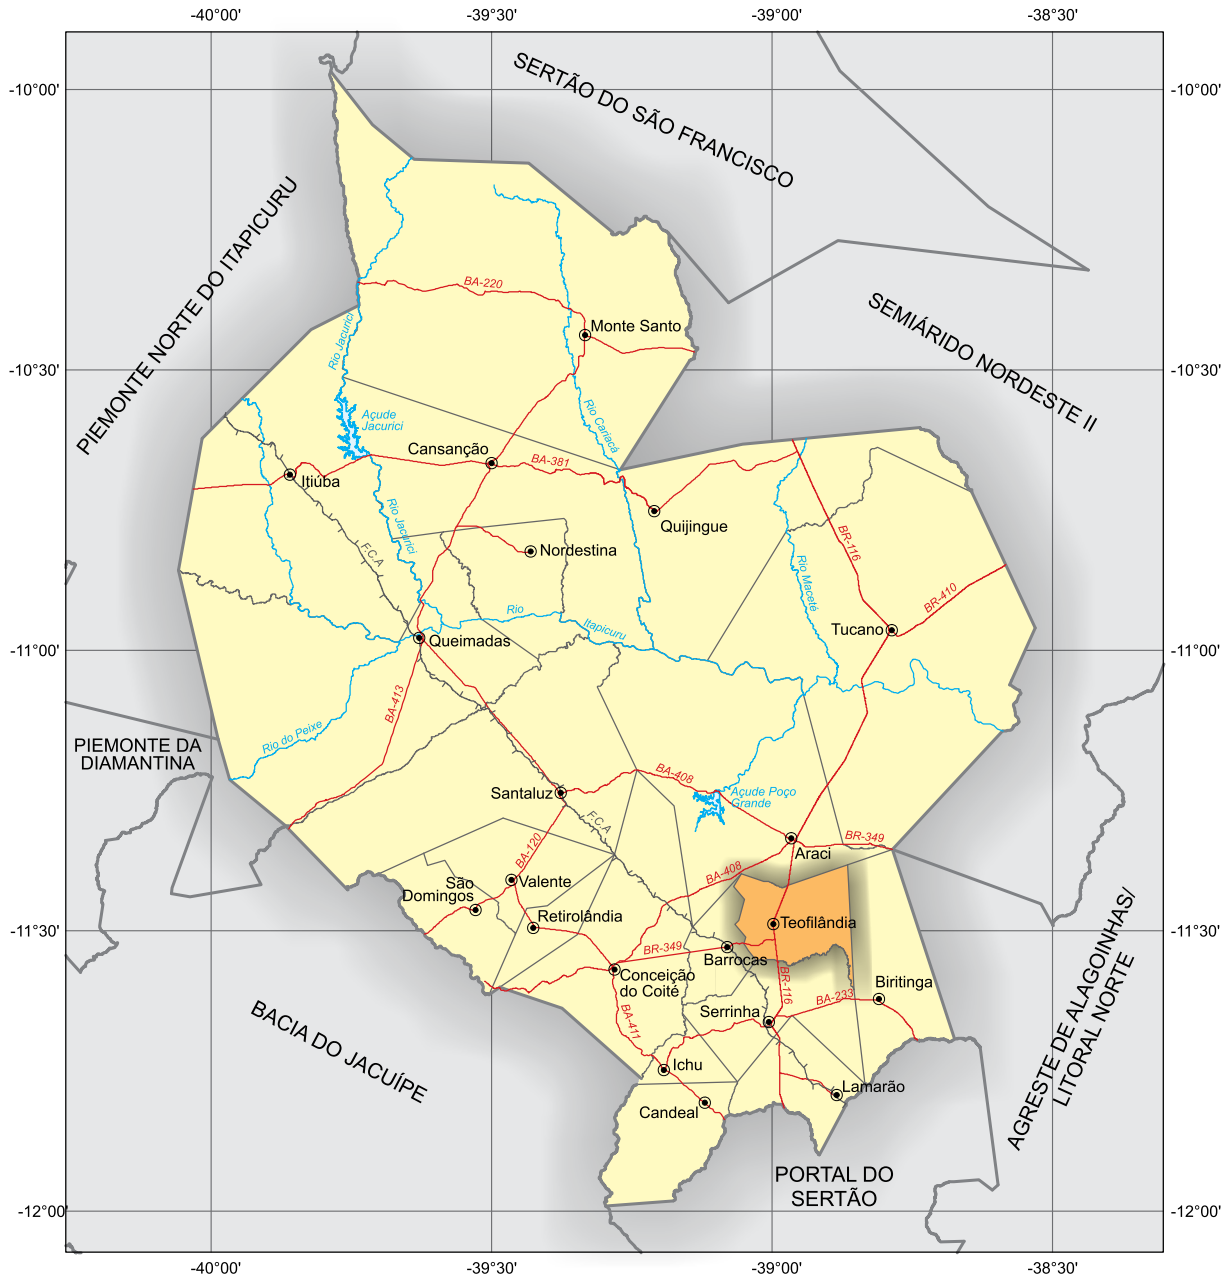 -40°00'
-39°30'
-39°00'
-38°30'
-10°00'
-10°00'
SERTÃO DO SÃO FRANCISCO
PIEMONTE NORTE DO ITAPICURU
BA-220
SEMIÁRIDO NORDESTE II
Rio Jacurici
Monte Santo
-10°30'
-10°30'
Açude
Jacurici
Rio Cariacá
Cansanção
BA-381
Itiúba
Rio Jacurici
Quijingue
BR-116
F.C.A
Nordestina
Rio Maceté
BR-410
Rio
Itapicuru
Tucano
Queimadas
-11°00'
-11°00'
BA-413
Rio do Peixe
PIEMONTE DA
DIAMANTINA
BA-408
Santaluz
Açude Poço
Grande
F.C.A
BR-349
Araci
BA-120
BA-408
Valente
São
Domingos
Retirolândia
Teofilândia
-11°30'
-11°30'
BR-349
Barrocas
Conceição
do Coité
BR-116
Biritinga
BA-233
Serrinha
BA-411
AGRESTE DE ALAGOINHAS/
LITORAL NORTE
BACIA DO JACUÍPE
Ichu
Lamarão
Candeal
PORTAL DO
SERTÃO
-12°00'
-12°00'
-40°00'
-39°30'
-39°00'
-38°30'